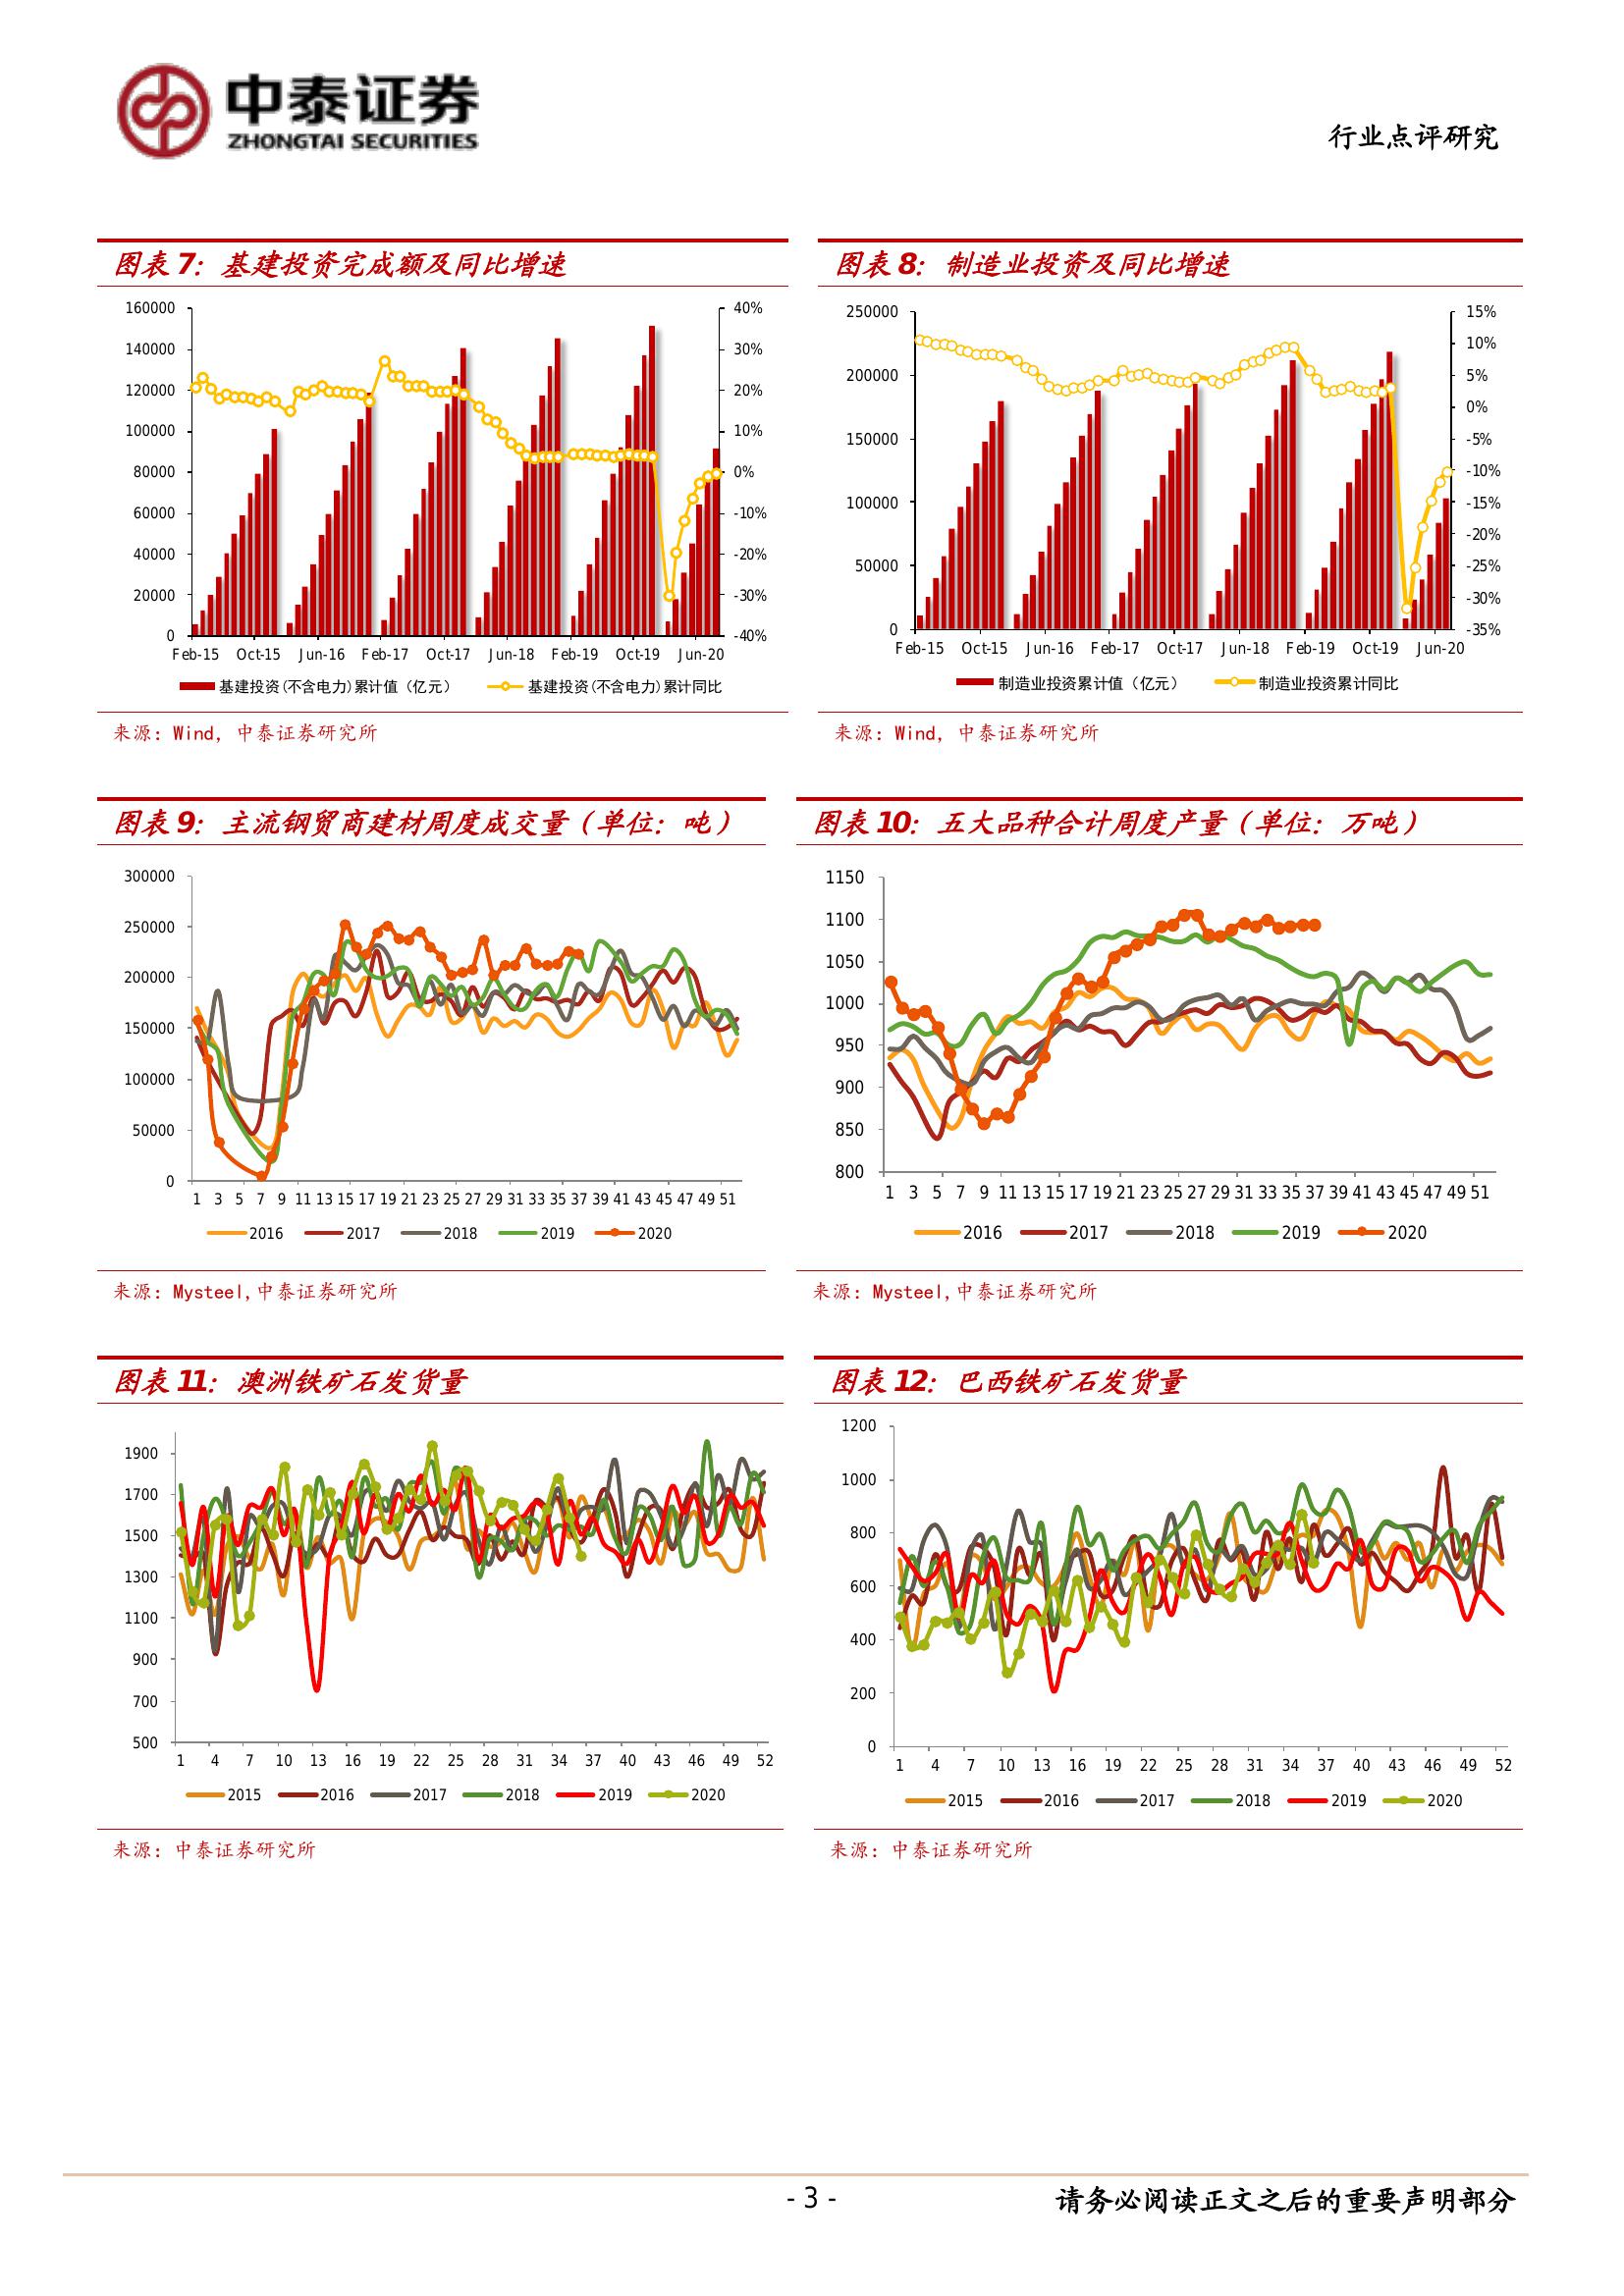 中泰证券
ZHONGTAI SECURITIES
行业点评研究
图表7：基建投资完成额及同比增速
160000
140000
120000
100000
80000
60000
40000
20000
0
40%
30%
20%
10%
0%
-10%
-20%
-30%
-40%
Feb-15 Oct-15 Jun-16 Feb-17 Oct-17 Jun-18 Feb-19 Oct-19 Jun-20
基建投资(不含电力)累计值（亿元） 基建投资(不含电力)累计同比
来源：Wind，中泰证券研究所
图表8：制造业投资及同比增速
250000
200000
150000
100000
50000
0
15%
10%
5%
0%
-5%
-10%
-15%
-20%
-25%
-30%
-35%
Feb-15 Oct-15 Jun-16 Feb-17 Oct-17 Jun-18 Feb-19 Oct-19 Jun-20
制造业投资累计值（亿元） 制造业投资累计同比
来源：Wind，中泰证券研究所
图表9：主流钢贸商建材周度成交量（单位：吨）
300000
250000
200000
150000
100000
50000
0
1 3 5 7 9 11 13 15 17 19 21 23 25 27 29 31 33 35 37 39 41 43 45 47 49 51
2016 2017 2018 2019 2020
来源：Mysteel,中泰证券研究所
图表10：五大品种合计周度产量（单位：万吨）
1150
1100
1050
1000
950
900
850
800
1 3 5 7 9 11 13 15 17 19 21 23 25 27 29 31 33 35 37 39 41 43 45 47 49 51
2016 2017 2018 2019 2020
来源：Mysteel,中泰证券研究所
图表11：澳洲铁矿石发货量
1900
1700
1500
1300
1100
900
700
500
1 4 7 10 13 16 19 22 25 28 31 34 37 40 43 46 49 52
2015 2016 2017 2018 2019 2020
来源：中泰证券研究所
图表12：巴西铁矿石发货量
1200
1000
800
600
400
200
0
1 4 7 10 13 16 19 22 25 28 31 34 37 40 43 46 49 52
2015 2016 2017 2018 2019 2020
来源：中泰证券研究所
- 3 -
请务必阅读正文之后的重要声明部分